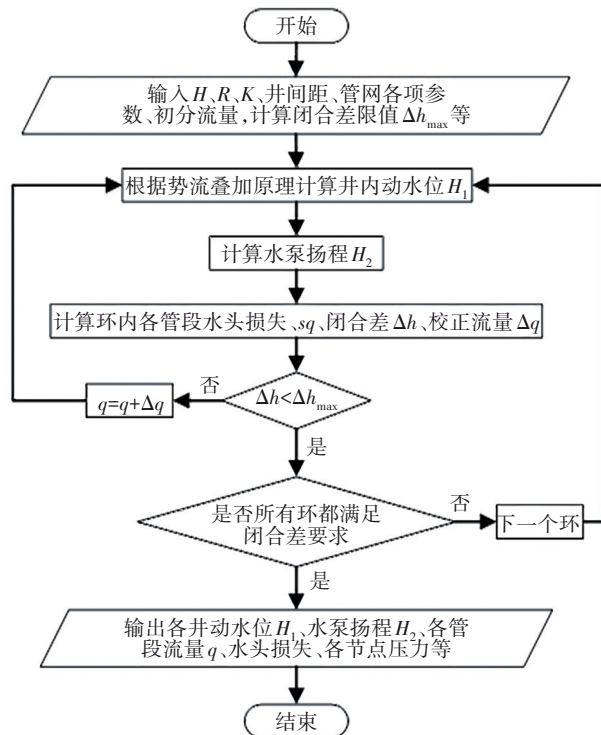 开始
输入H、R、K、井间距、管网各项参
数、初分流量,计算闭合差限值Δhmax等
根据势流叠加原理计算井内动水位H1
计算水泵扬程H2
计算环内各管段水头损失、sq、闭合差Δh、校正流量Δq
否
q=q+Δq
Δh<Δhmax
是
是否所有环都满足
闭合差要求
否
下一个环
是
输出各井动水位H1、水泵扬程H2、各管
段流量q、水头损失、各节点压力等
结束